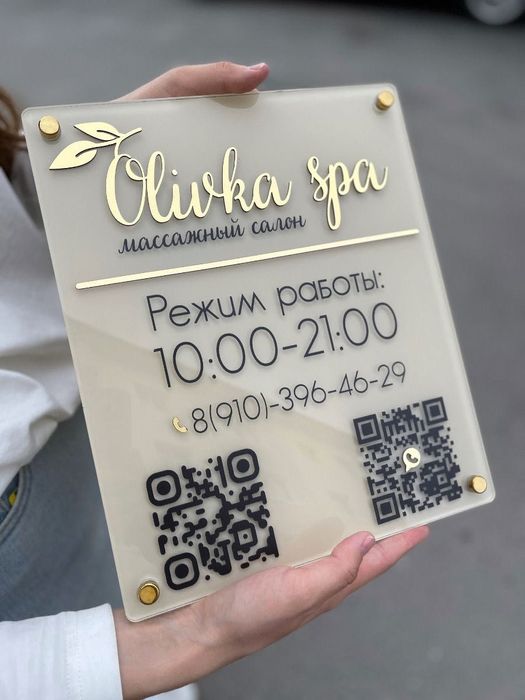 Olivka spa
массажный салон
Режим работы:
10:00-21:00
8(910)-396-46-29